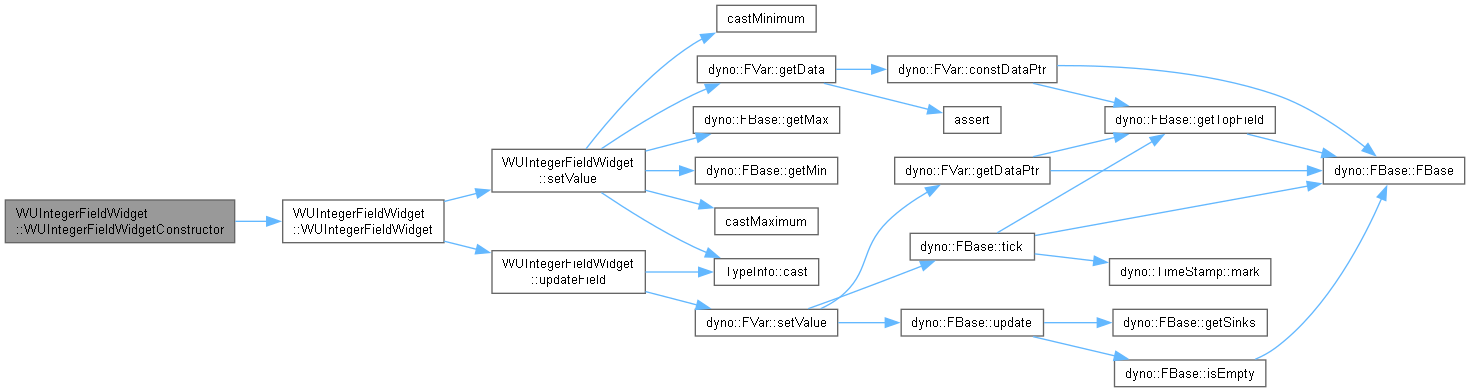 WUIntegerFieldWidget
::WUIntegerFieldWidgetConstructor
WUIntegerFieldWidget
::WUIntegerFieldWidget
WUIntegerFieldWidget
::setValue
WUIntegerFieldWidget
::updateField
castMinimum
dyno::FVar::getData
dyno::FBase::getMax
dyno::FBase::getMin
castMaximum
TypeInfo::cast
dyno::FVar::setValue
dyno::FVar::constDataPtr
assert
dyno::FVar::getDataPtr
dyno::FBase::tick
dyno::FBase::update
dyno::FBase::getTopField
dyno::TimeStamp::mark
dyno::FBase::getSinks
dyno::FBase::isEmpty
dyno::FBase::FBase